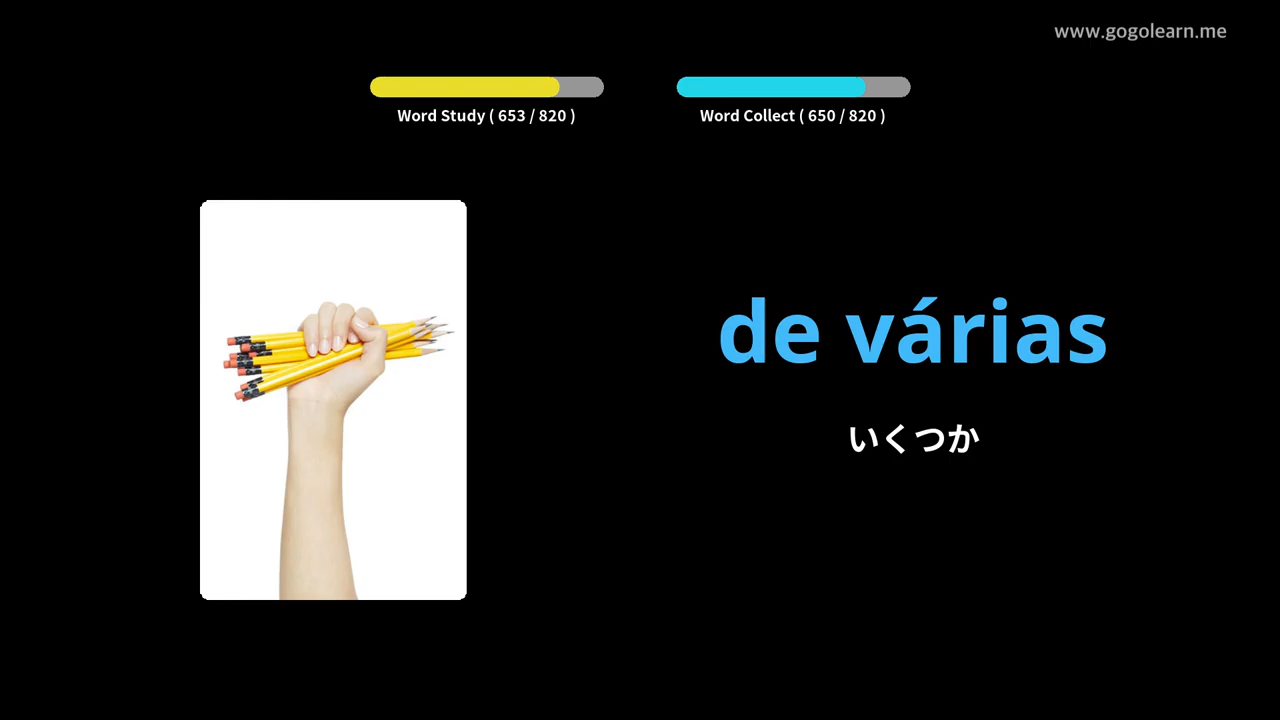 www.gogolearn.me
Word Study ( 653 / 820 )
Word Collect ( 650 / 820 )
de várias
いくつか